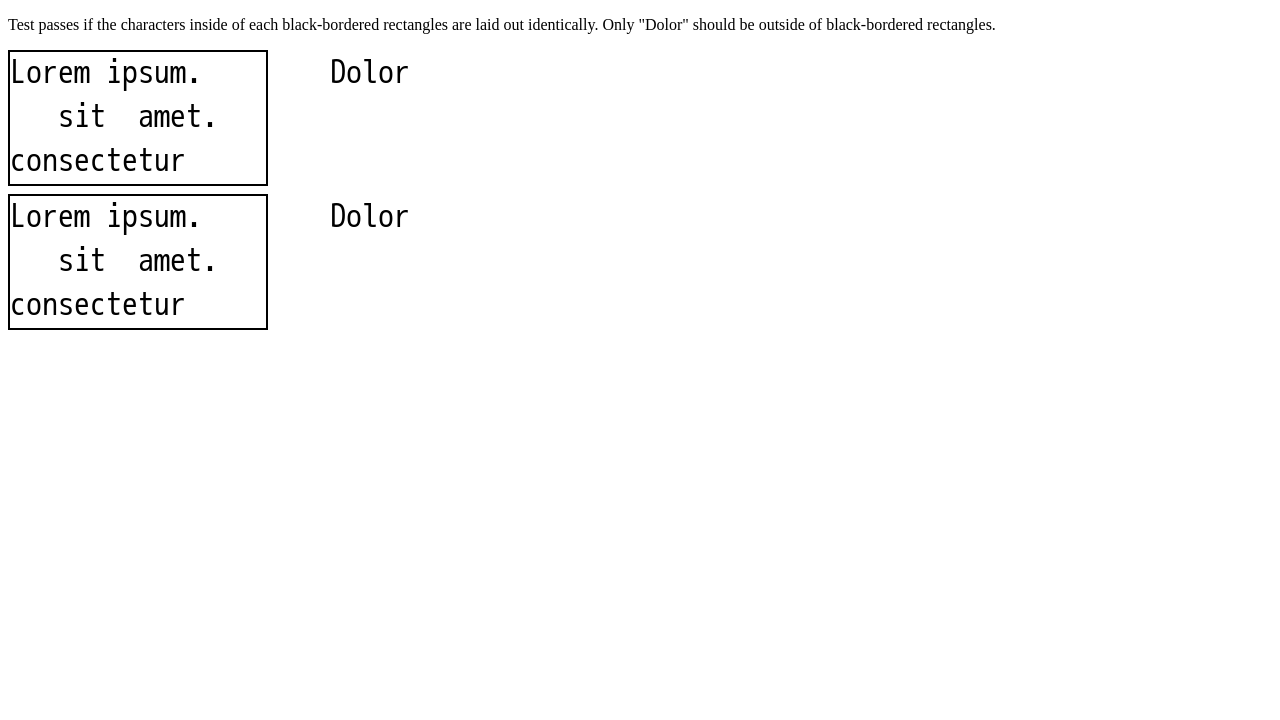 Test passes if the characters inside of each black-bordered rectangles are laid out identically. Only "Dolor" should be outside of black-bordered rectangles.
Lorem ipsum.        Dolor
   sit  amet.
consectetur
Lorem ipsum.        Dolor
   sit  amet.
consectetur